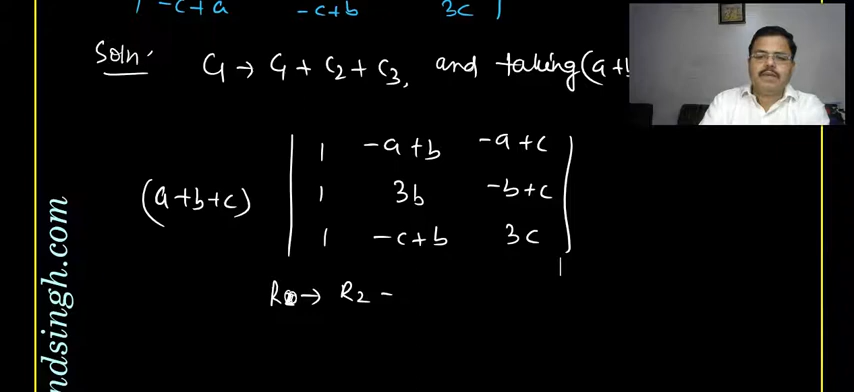 -c+a -c+b 3c |
Soln:
C1 → C1 + C2 + C3, and taking (a+b
| 1 -a+b -a+c |
(a+b+c) | 1 3b -b+c |
| 1 -c+b 3c |
R → R2 -
ndsingh.com